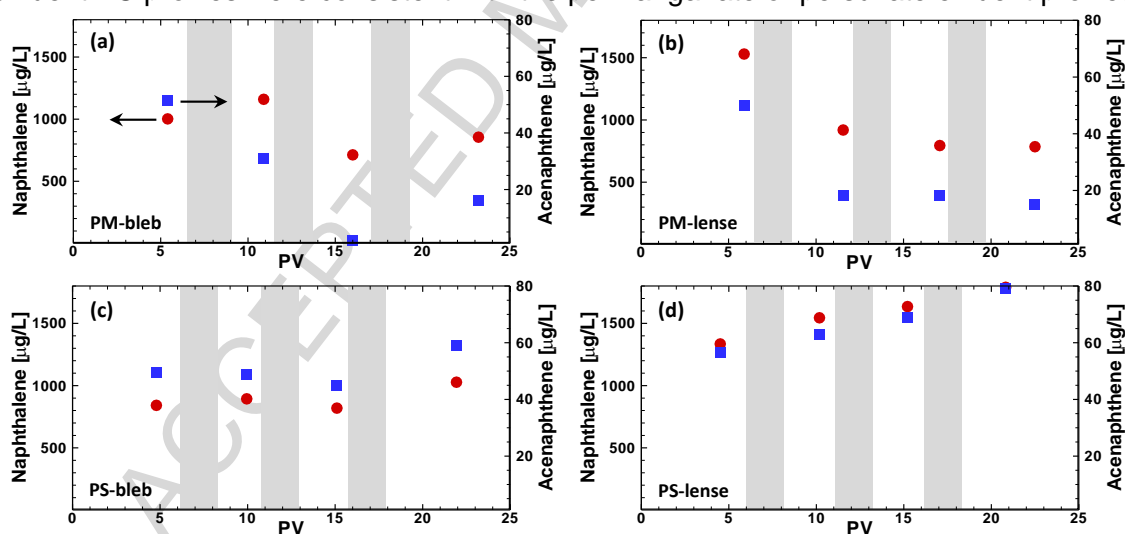 (a)
PM-bleb
Naphthalene [µg/L]
1500
1000
500
Acenaphthene [µg/L]
80
60
40
20
0 5 10 15 20 25
PV
(b)
PM-lense
Naphthalene [µg/L]
1500
1000
500
Acenaphthene [µg/L]
80
60
40
20
0 5 10 15 20 25
PV
(c)
PS-bleb
Naphthalene [µg/L]
1500
1000
500
Acenaphthene [µg/L]
80
60
40
20
0 5 10 15 20 25
PV
(d)
PS-lense
Naphthalene [µg/L]
1500
1000
500
Acenaphthene [µg/L]
80
60
40
20
0 5 10 15 20 25
PV
ACCEPTED M